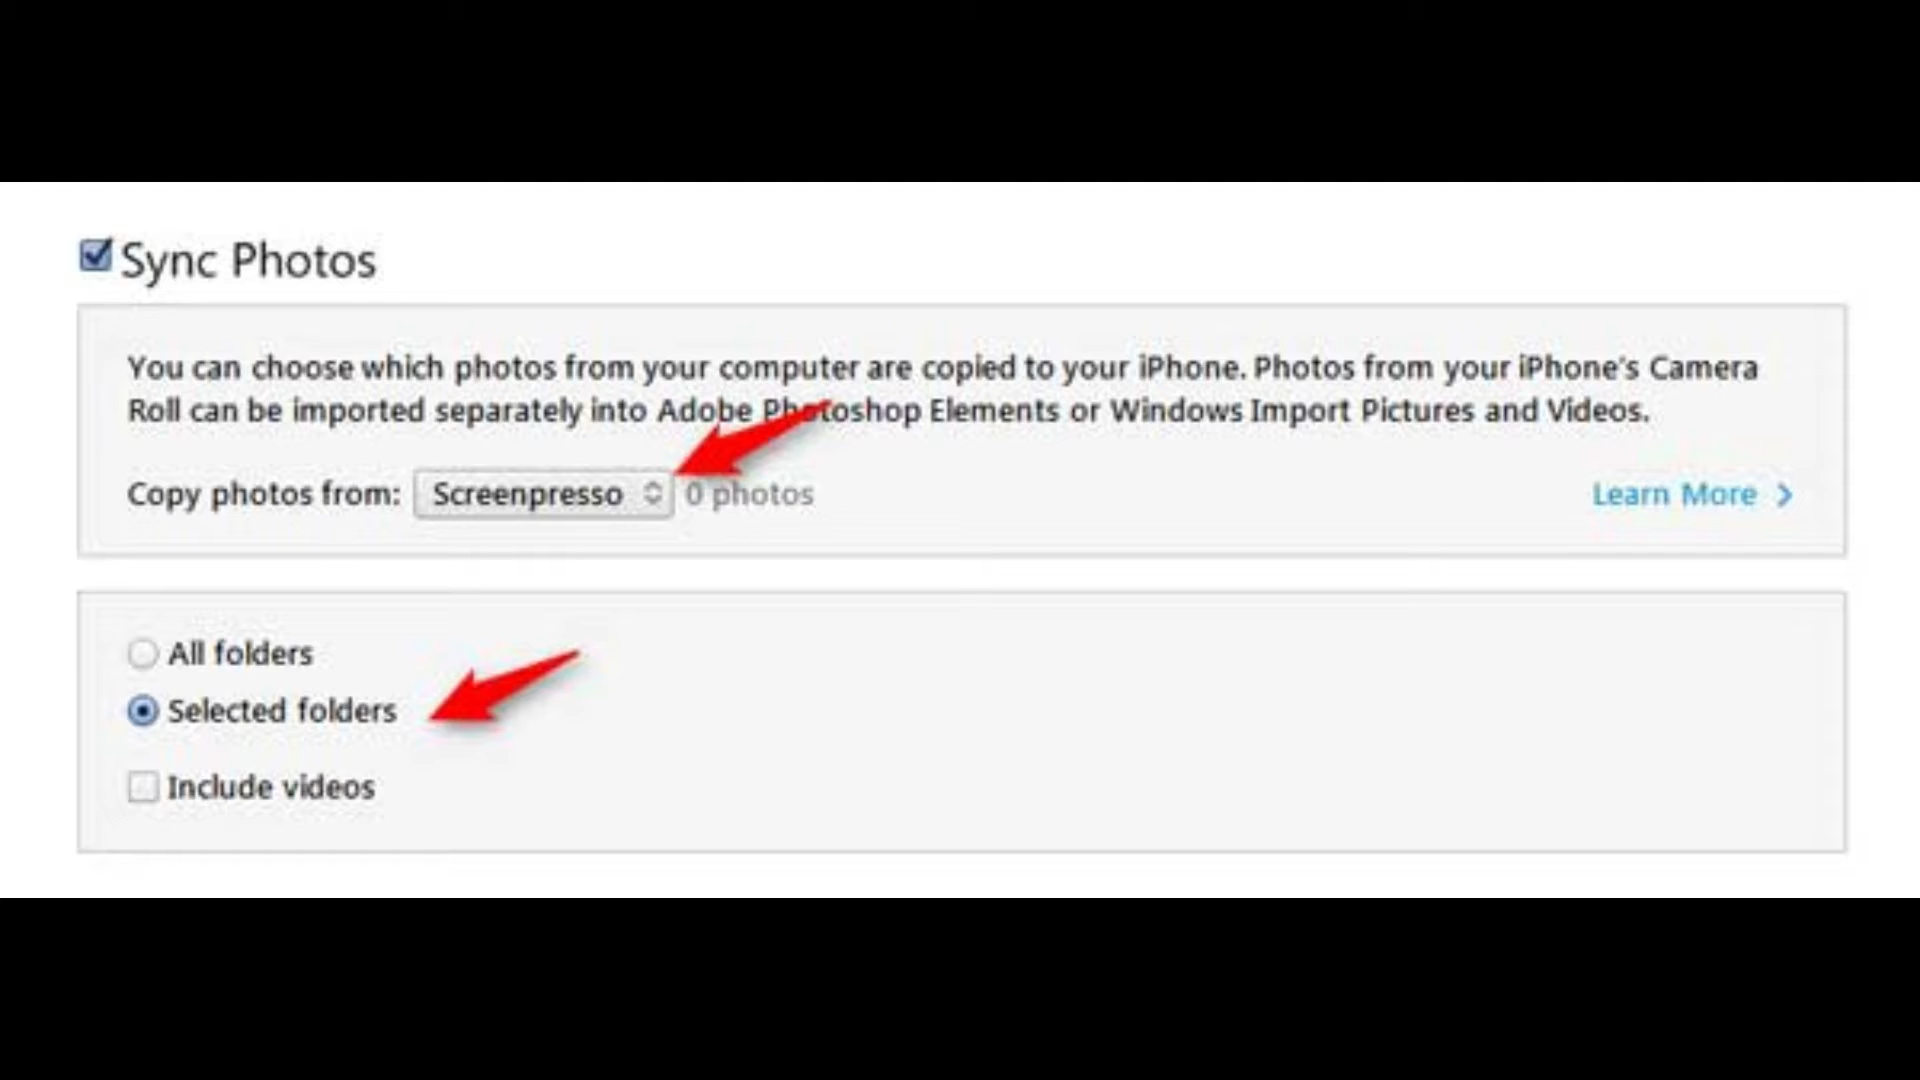 Sync Photos
You can choose which photos from your computer are copied to your iPhone. Photos from your iPhone's Camera
Roll can be imported separately into Adobe Photoshop Elements or Windows Import Pictures and Videos.
Copy photos from: Screenpresso 0 photos Learn More
All folders
Selected folders
Include videos